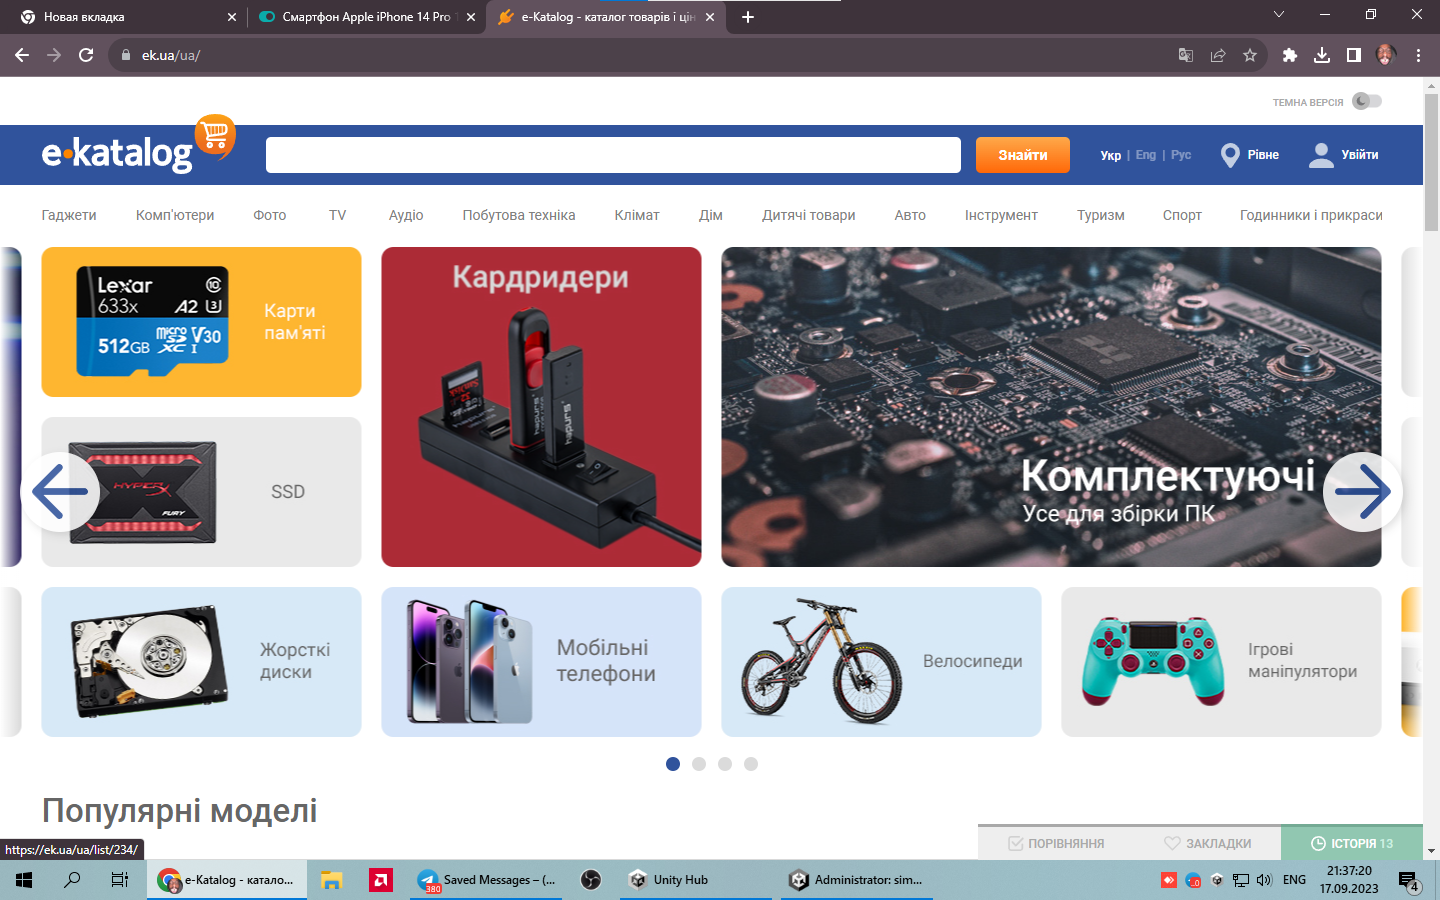 Новая вкладка
Смартфон Apple iPhone 14 Pro
e-Katalog - каталог товарів і цін
ek.ua/ua/
ТЕМНА ВЕРСІЯ
e•katalog
Знайти
Укр | Eng | Рус
Рівне
Увійти
Гаджети
Комп'ютери
Фото
TV
Аудіо
Побутова техніка
Клімат
Дім
Дитячі товари
Авто
Інструмент
Туризм
Спорт
Годинники і прикраси
Lexar
633x
A2
U3
512GB
micro
SD
XC I
V30
Карти
пам'яті
Кардридери
hapurs
HYPERX
FURY
SSD
Комплектуючі
Усе для збірки ПК
Жорсткі
диски
Мобільні
телефони
Велосипеди
Ігрові
маніпулятори
Популярні моделі
ПОРІВНЯННЯ
ЗАКЛАДКИ
ІСТОРІЯ 13
https://ek.ua/ua/list/234/
e-Katalog - катало...
380
Saved Messages – (...
Unity Hub
Administrator: sim...
ENG
21:37:20
17.09.2023
4